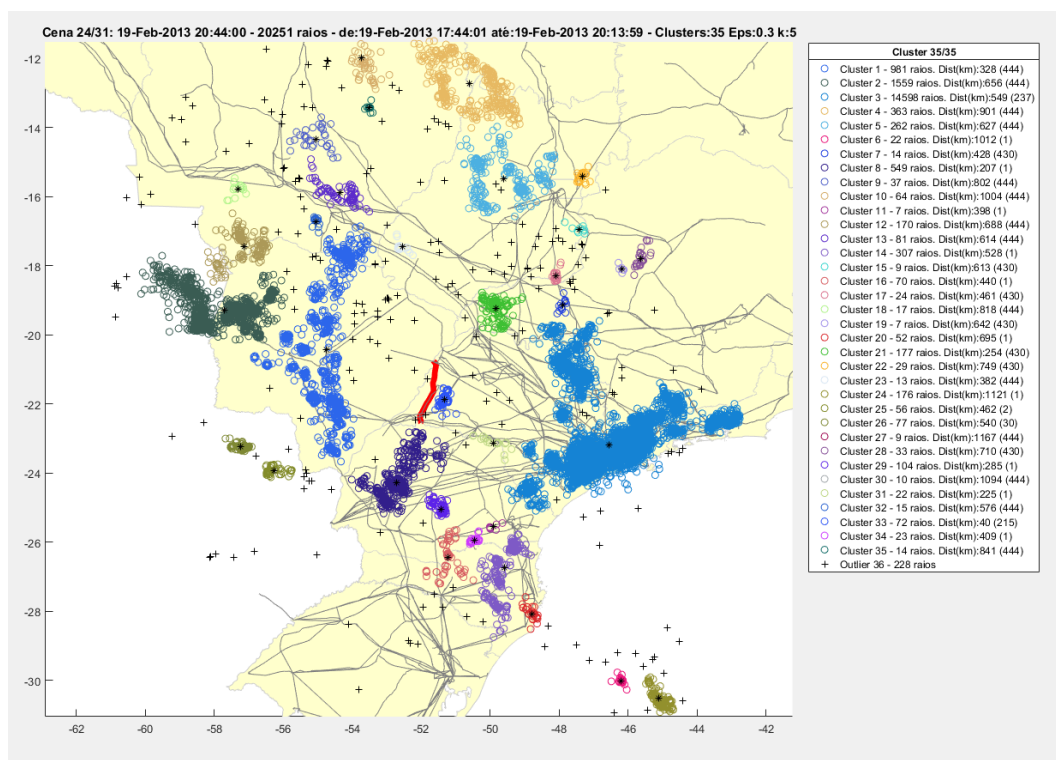 Cena 24/31: 19-Feb-2013 20:44:00 - 20251 raios - de:19-Feb-2013 17:44:01 até:19-Feb-2013 20:13:59 - Clusters:35 Eps:0.3 k:5
-12
-14
-16
-18
-20
-22
-24
-26
-28
-30
-62
-60
-58
-56
-54
-52
-50
-48
-46
-44
-42
Cluster 35/35
Cluster 1 - 981 raios. Dist(km):328 (444)
Cluster 2 - 1559 raios. Dist(km):656 (444)
Cluster 3 - 14598 raios. Dist(km):549 (237)
Cluster 4 - 363 raios. Dist(km):901 (444)
Cluster 5 - 262 raios. Dist(km):627 (444)
Cluster 6 - 22 raios. Dist(km):1012 (1)
Cluster 7 - 14 raios. Dist(km):428 (430)
Cluster 8 - 549 raios. Dist(km):207 (1)
Cluster 9 - 37 raios. Dist(km):802 (444)
Cluster 10 - 64 raios. Dist(km):1004 (444)
Cluster 11 - 7 raios. Dist(km):398 (1)
Cluster 12 - 170 raios. Dist(km):688 (444)
Cluster 13 - 81 raios. Dist(km):614 (444)
Cluster 14 - 307 raios. Dist(km):528 (1)
Cluster 15 - 9 raios. Dist(km):613 (430)
Cluster 16 - 70 raios. Dist(km):440 (1)
Cluster 17 - 24 raios. Dist(km):461 (430)
Cluster 18 - 17 raios. Dist(km):818 (444)
Cluster 19 - 7 raios. Dist(km):642 (430)
Cluster 20 - 52 raios. Dist(km):695 (1)
Cluster 21 - 177 raios. Dist(km):254 (430)
Cluster 22 - 29 raios. Dist(km):749 (430)
Cluster 23 - 13 raios. Dist(km):382 (444)
Cluster 24 - 176 raios. Dist(km):1121 (1)
Cluster 25 - 56 raios. Dist(km):462 (2)
Cluster 26 - 77 raios. Dist(km):540 (30)
Cluster 27 - 9 raios. Dist(km):1167 (444)
Cluster 28 - 33 raios. Dist(km):710 (430)
Cluster 29 - 104 raios. Dist(km):285 (1)
Cluster 30 - 10 raios. Dist(km):1094 (444)
Cluster 31 - 22 raios. Dist(km):225 (1)
Cluster 32 - 15 raios. Dist(km):576 (444)
Cluster 33 - 72 raios. Dist(km):40 (215)
Cluster 34 - 23 raios. Dist(km):409 (1)
Cluster 35 - 14 raios. Dist(km):841 (444)
Outlier 36 - 228 raios